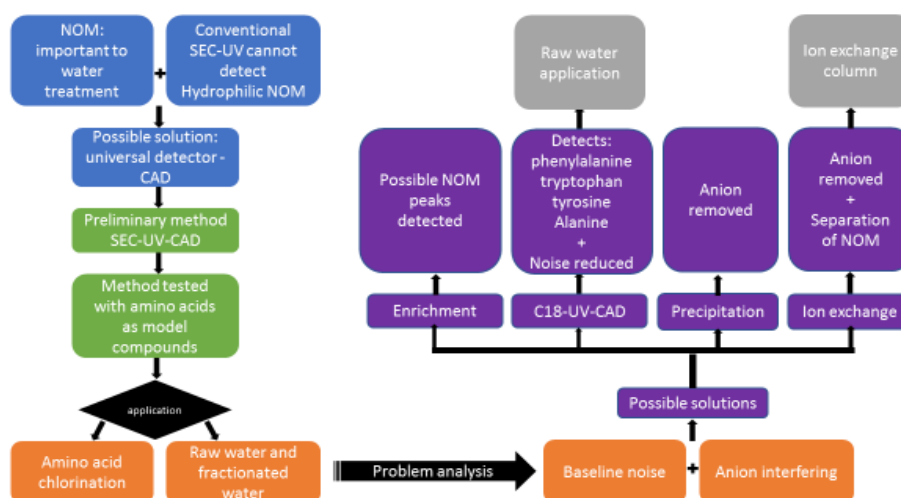 NOM:
important to
water
treatment
+
Conventional
SEC-UV cannot
detect
Hydrophilic NOM
Possible solution:
universal detector -
CAD
Preliminary method
SEC-UV-CAD
Method tested
with amino acids
as model
compounds
application
Amino acid
chlorination
Raw water and
fractionated
water
Problem analysis
Baseline noise
+
Anion interfering
Possible solutions
Enrichment
C18-UV-CAD
Precipitation
Ion exchange
Possible NOM
peaks
detected
Detects:
phenylalanine
tryptophan
tyrosine
Alanine
+
Noise reduced
Anion
removed
Anion
removed
+
Separation
of NOM
Raw water
application
Ion exchange
column